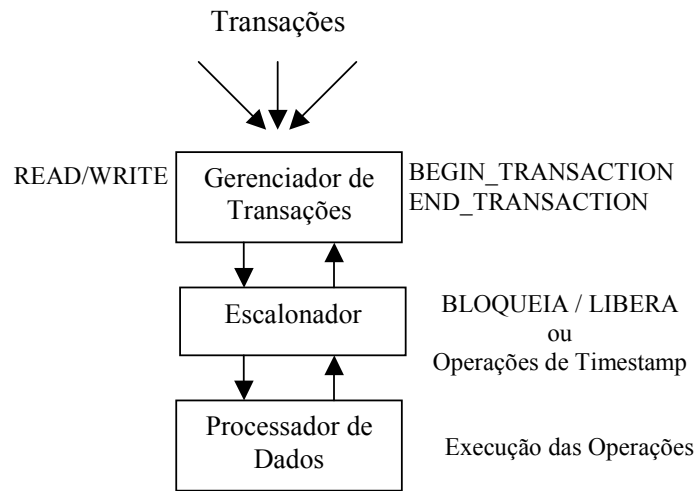 Transações
READ/WRITE
Gerenciador de
Transações
BEGIN_TRANSACTION
END_TRANSACTION
Escalonador
BLOQUEIA / LIBERA
ou
Operações de Timestamp
Processador de
Dados
Execução das Operações